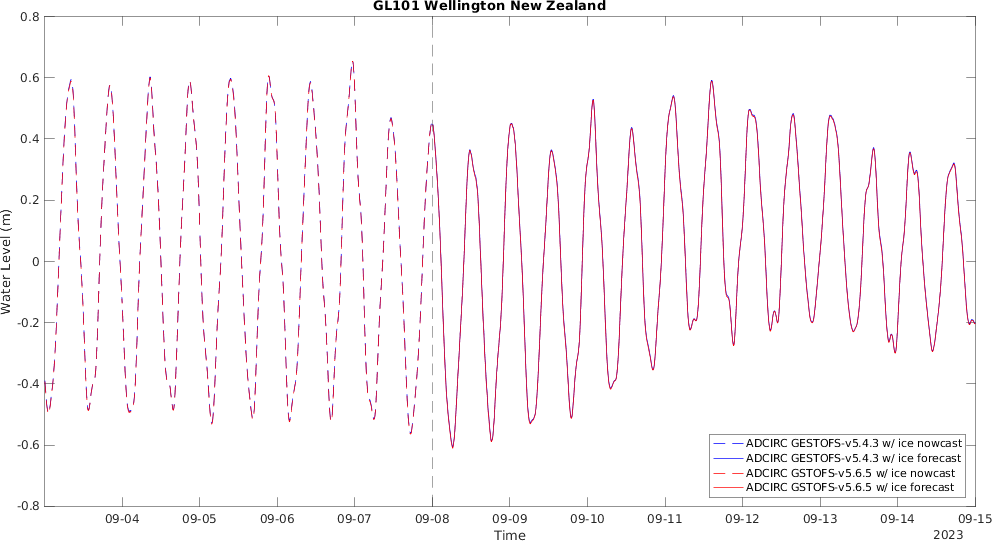 GL101 Wellington New Zealand
0.8
0.6
0.4
0.2
0
-0.2
-0.4
-0.6
-0.8
Water Level (m)
ADCIRC GESTOFS-v5.4.3 w/ ice nowcast
ADCIRC GESTOFS-v5.4.3 w/ ice forecast
ADCIRC GSTOFS-v5.6.5 w/ ice nowcast
ADCIRC GSTOFS-v5.6.5 w/ ice forecast
09-04 09-05 09-06 09-07 09-08 09-09 09-10 09-11 09-12 09-13 09-14 09-15
Time
2023